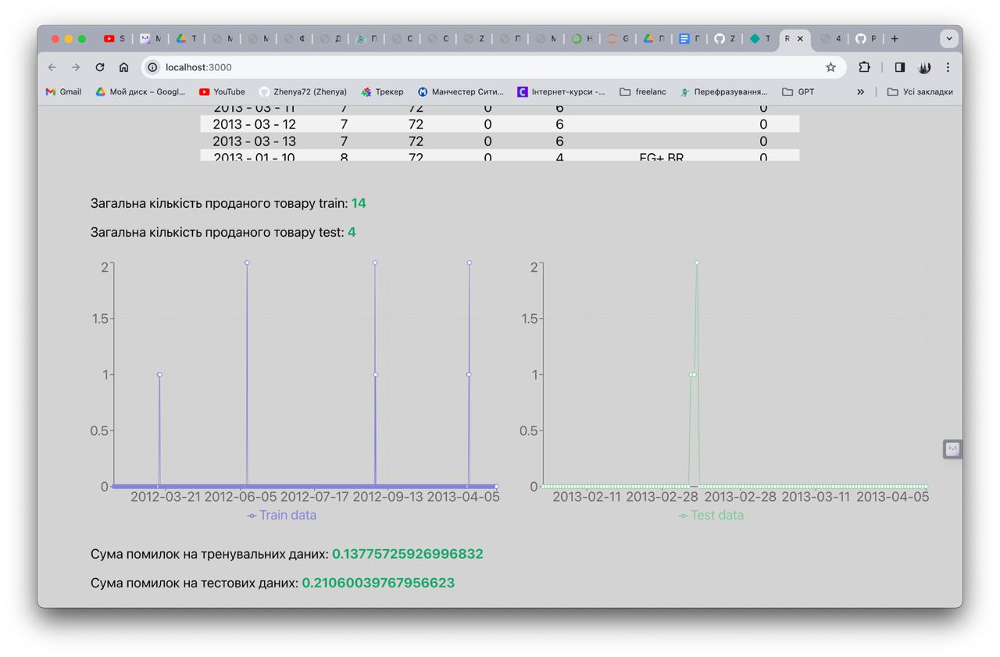 S M T M M Ф Д П C C Z П M H G П Г Z T R 4 P
localhost:3000
Gmail Мой диск – Googl... YouTube Zhenya72 (Zhenya) Трекер Манчестер Сити... Інтернет-курси -... freelanc Перефразування... GPT » Усі закладки
2013 - 03 - 11 7 72 0 6 0
2013 - 03 - 12 7 72 0 6 0
2013 - 03 - 13 7 72 0 6 0
2013 - 01 - 10 8 72 0 4 FG+ BR 0
Загальна кількість проданого товару train: 14
Загальна кількість проданого товару test: 4
2 2
1.5 1.5
1 1
0.5 0.5
0 0
2012-03-21 2012-06-05 2012-07-17 2012-09-13 2013-04-05 2013-02-11 2013-02-28 2013-02-28 2013-03-11 2013-04-05
Train data Test data
Сума помилок на тренувальних даних: 0.13775725926996832
Сума помилок на тестових даних: 0.21060039767956623